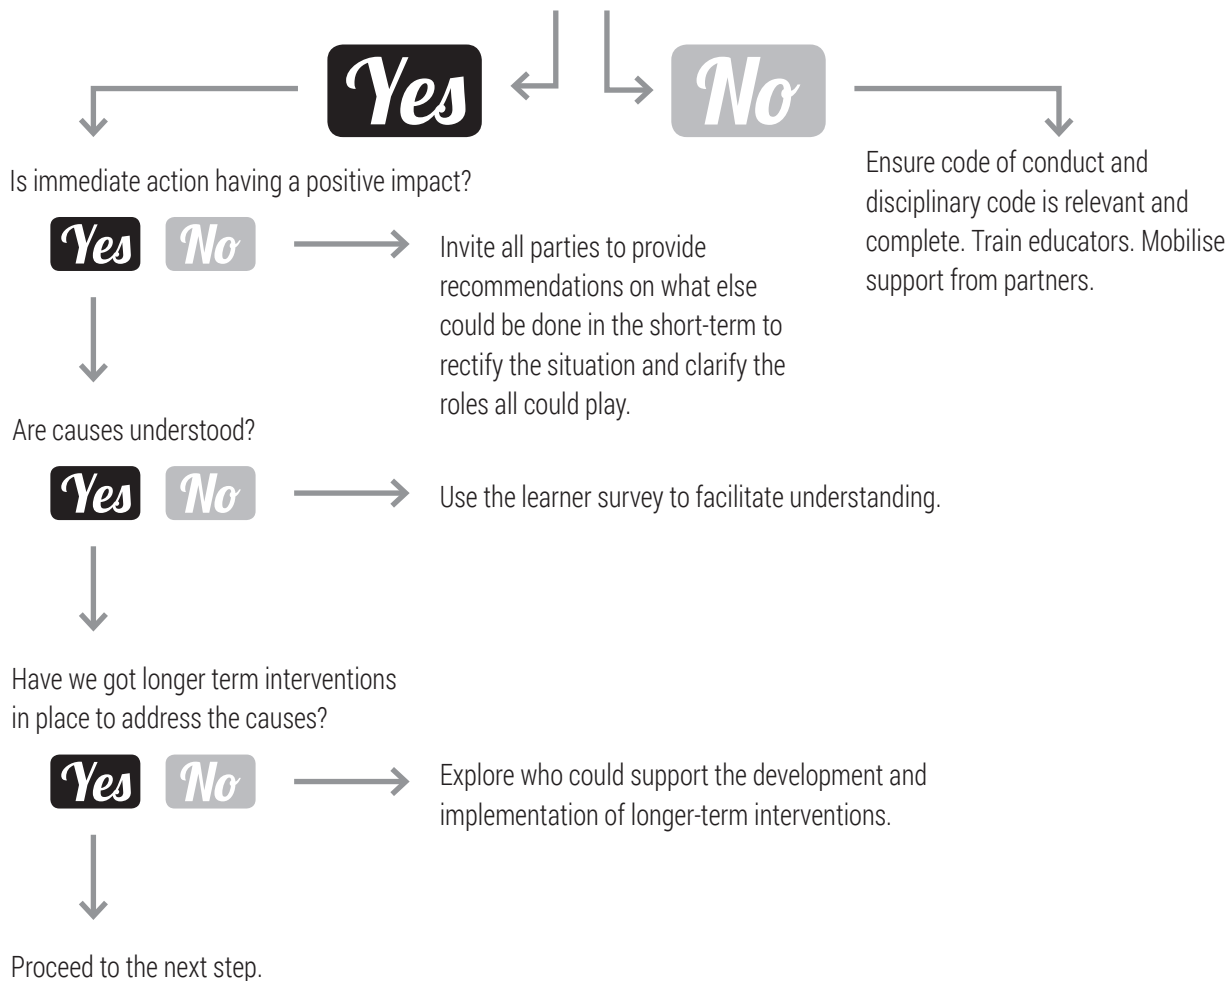 Yes
No
Is immediate action having a positive impact?
Yes
No
Invite all parties to provide
recommendations on what else
could be done in the short-term to
rectify the situation and clarify the
roles all could play.
Ensure code of conduct and
disciplinary code is relevant and
complete. Train educators. Mobilise
support from partners.
Are causes understood?
Yes
No
Use the learner survey to facilitate understanding.
Have we got longer term interventions
in place to address the causes?
Yes
No
Explore who could support the development and
implementation of longer-term interventions.
Proceed to the next step.